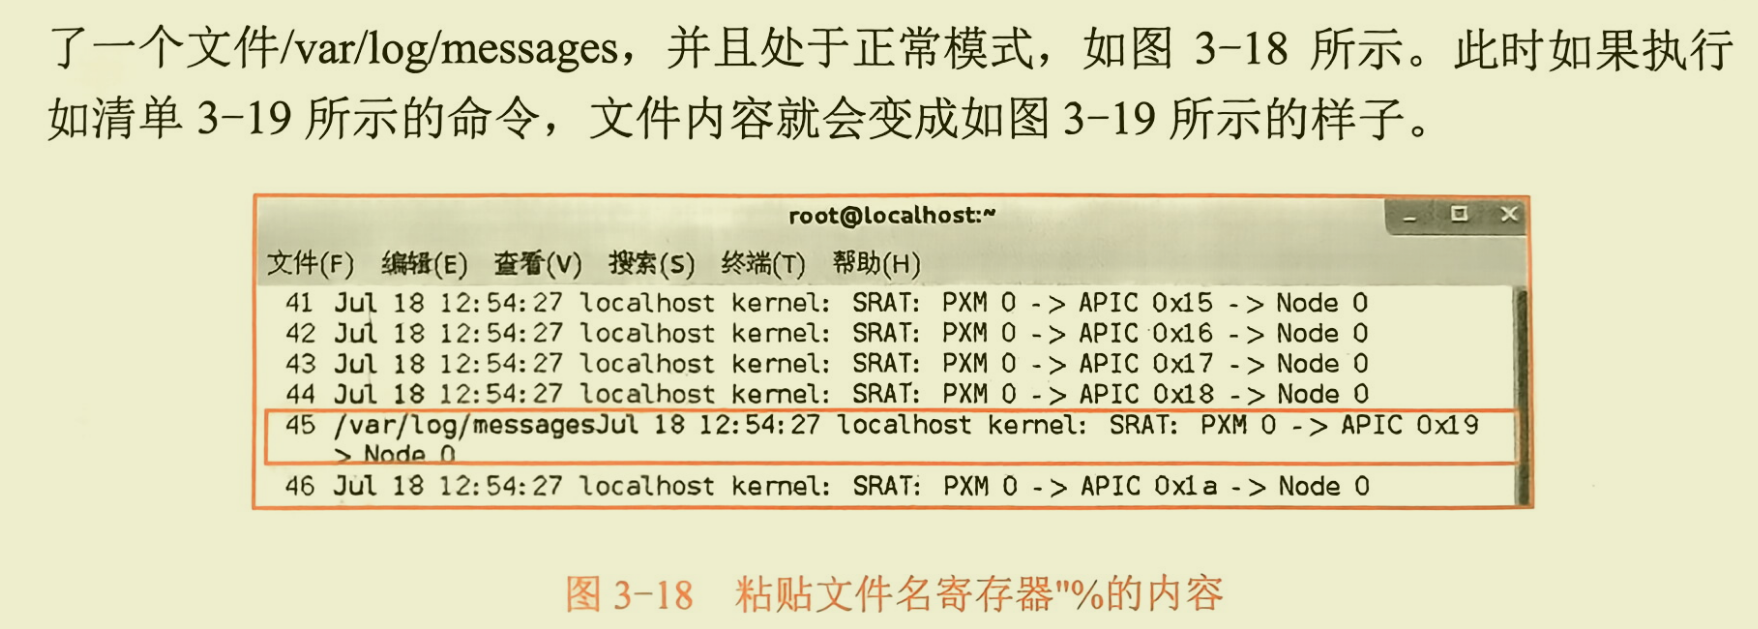 了一个文件/var/log/messages，并且处于正常模式，如图 3-18 所示。此时如果执行
如清单 3-19 所示的命令，文件内容就会变成如图 3-19 所示的样子。
root@localhost:~
文件(F) 编辑(E) 查看(V) 搜索(S) 终端(T) 帮助(H)
41 Jul 18 12:54:27 localhost kernel: SRAT: PXM 0 -> APIC 0x15 -> Node 0
42 Jul 18 12:54:27 localhost kernel: SRAT: PXM 0 -> APIC 0x16 -> Node 0
43 Jul 18 12:54:27 localhost kernel: SRAT: PXM 0 -> APIC 0x17 -> Node 0
44 Jul 18 12:54:27 localhost kernel: SRAT: PXM 0 -> APIC 0x18 -> Node 0
45 /var/log/messagesJul 18 12:54:27 localhost kernel: SRAT: PXM 0 -> APIC 0x19
> Node 0
46 Jul 18 12:54:27 localhost kernel: SRAT: PXM 0 -> APIC 0x1a -> Node 0
图 3-18 粘贴文件名寄存器"%的内容